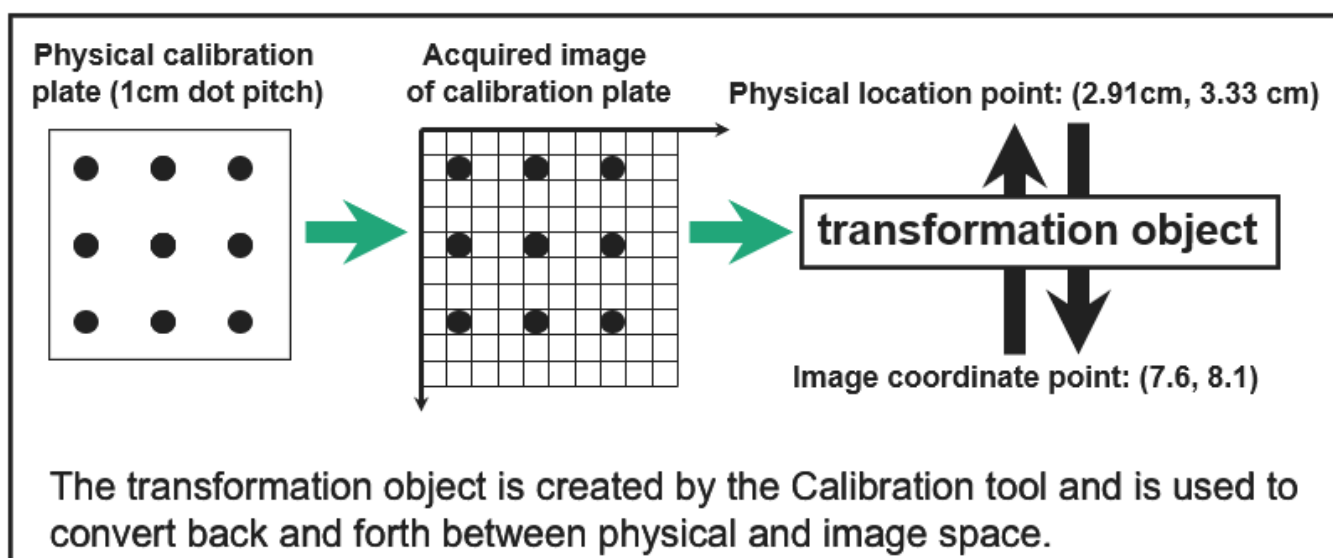 Physical calibration
plate (1cm dot pitch)
Acquired image
of calibration plate
Physical location point: (2.91cm, 3.33 cm)
transformation object
Image coordinate point: (7.6, 8.1)
The transformation object is created by the Calibration tool and is used to
convert back and forth between physical and image space.